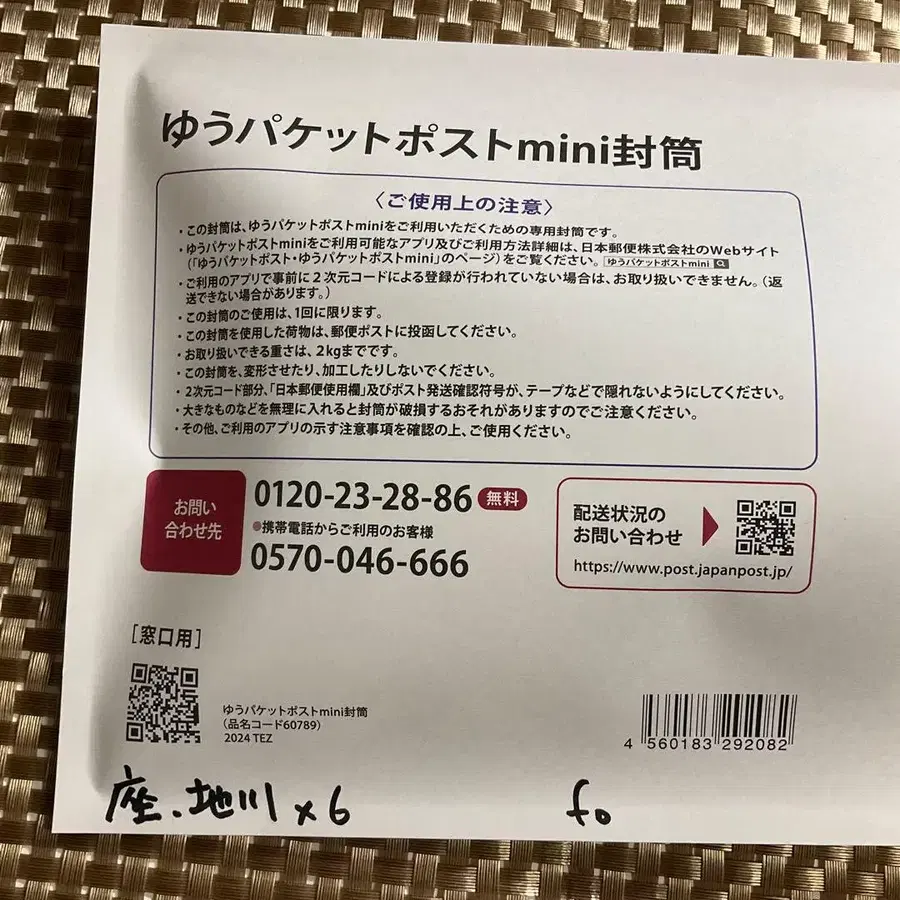 ゆうパケットポストmini封筒
〈ご使用上の注意〉
・この封筒は、ゆうパケットポストminiをご利用いただくための専用封筒です。
・ゆうパケットポストminiをご利用可能なアプリ及びご利用方法詳細は、日本郵便株式会社のWebサイト
(「ゆうパケットポスト・ゆうパケットポストmini」のページ)をご覧ください。 ゆうパケットポストmini
・ご利用のアプリで事前に2次元コードによる登録が行われていない場合は、お取り扱いできません。(返
送できない場合があります。)
・この封筒のご使用は、1回に限ります。
・この封筒を使用した荷物は、郵便ポストに投函してください。
・お取り扱いできる重さは、2kgまでです。
・この封筒を、変形させたり、加工したりしないでください。
・2次元コード部分、「日本郵便使用欄」及びポスト発送確認符号が、テープなどで隠れないようにしてください。
・大きなものなどを無理に入れると封筒が破損するおそれがありますのでご注意ください。
・その他、ご利用のアプリの示す注意事項を確認の上、ご使用ください。
お問い
合わせ先
0120-23-28-86 無料
●携帯電話からご利用のお客様
0570-046-666
配送状況の
お問い合わせ
https://www.post.japanpost.jp/
[窓口用]
ゆうパケットポストmini封筒
(品名コード60789)
2024 TEZ
4 560183 292082
座、地川 x 6
fo